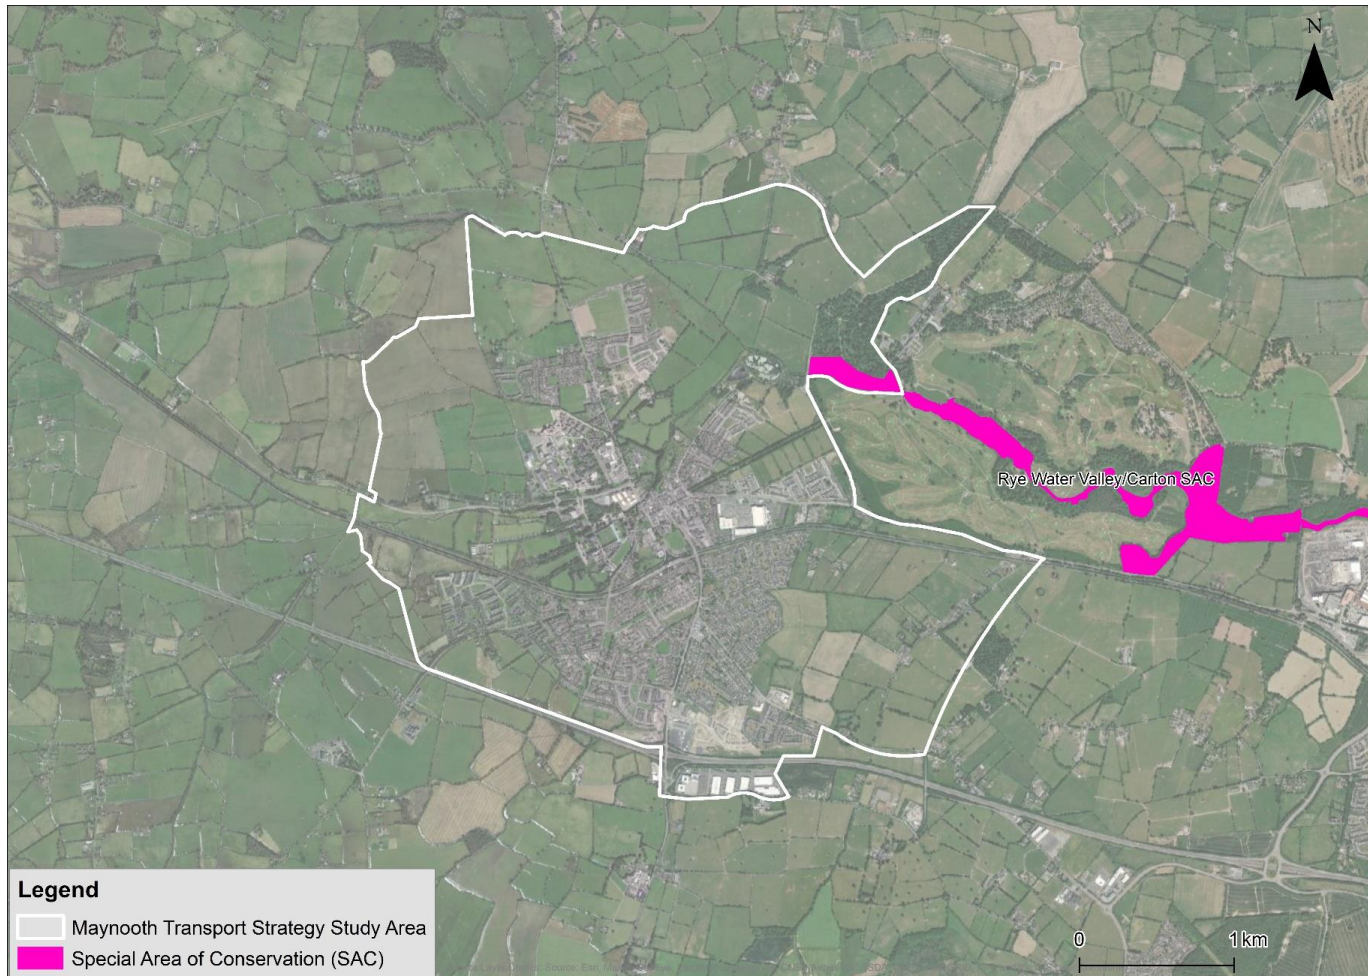 N
Rye Water Valley/Carton SAC
Legend
Maynooth Transport Strategy Study Area
Special Area of Conservation (SAC)
0 1 km